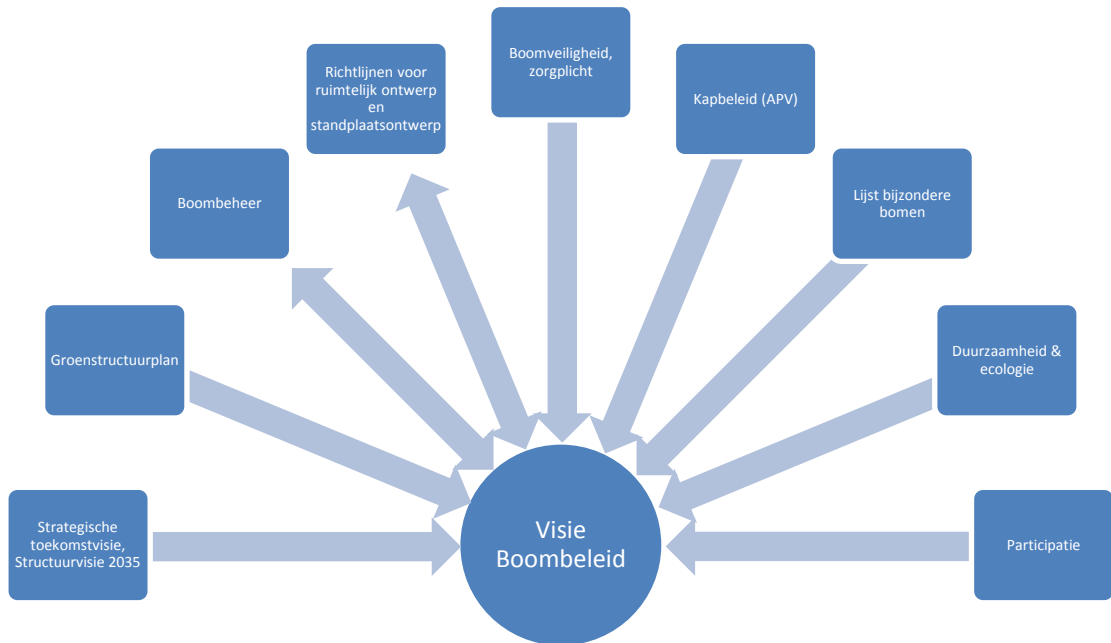 Boomveiligheid,
zorgplicht
Richtlijnen voor
ruimtelijk ontwerp
en
standplaatsontwerp
Kapbeleid (APV)
Boombeheer
Lijst bijzondere
bomen
Groenstructuurplan
Duurzaamheid &
ecologie
Strategische
toekomstvisie,
Structuurvisie 2035
Visie
Boombeleid
Participatie